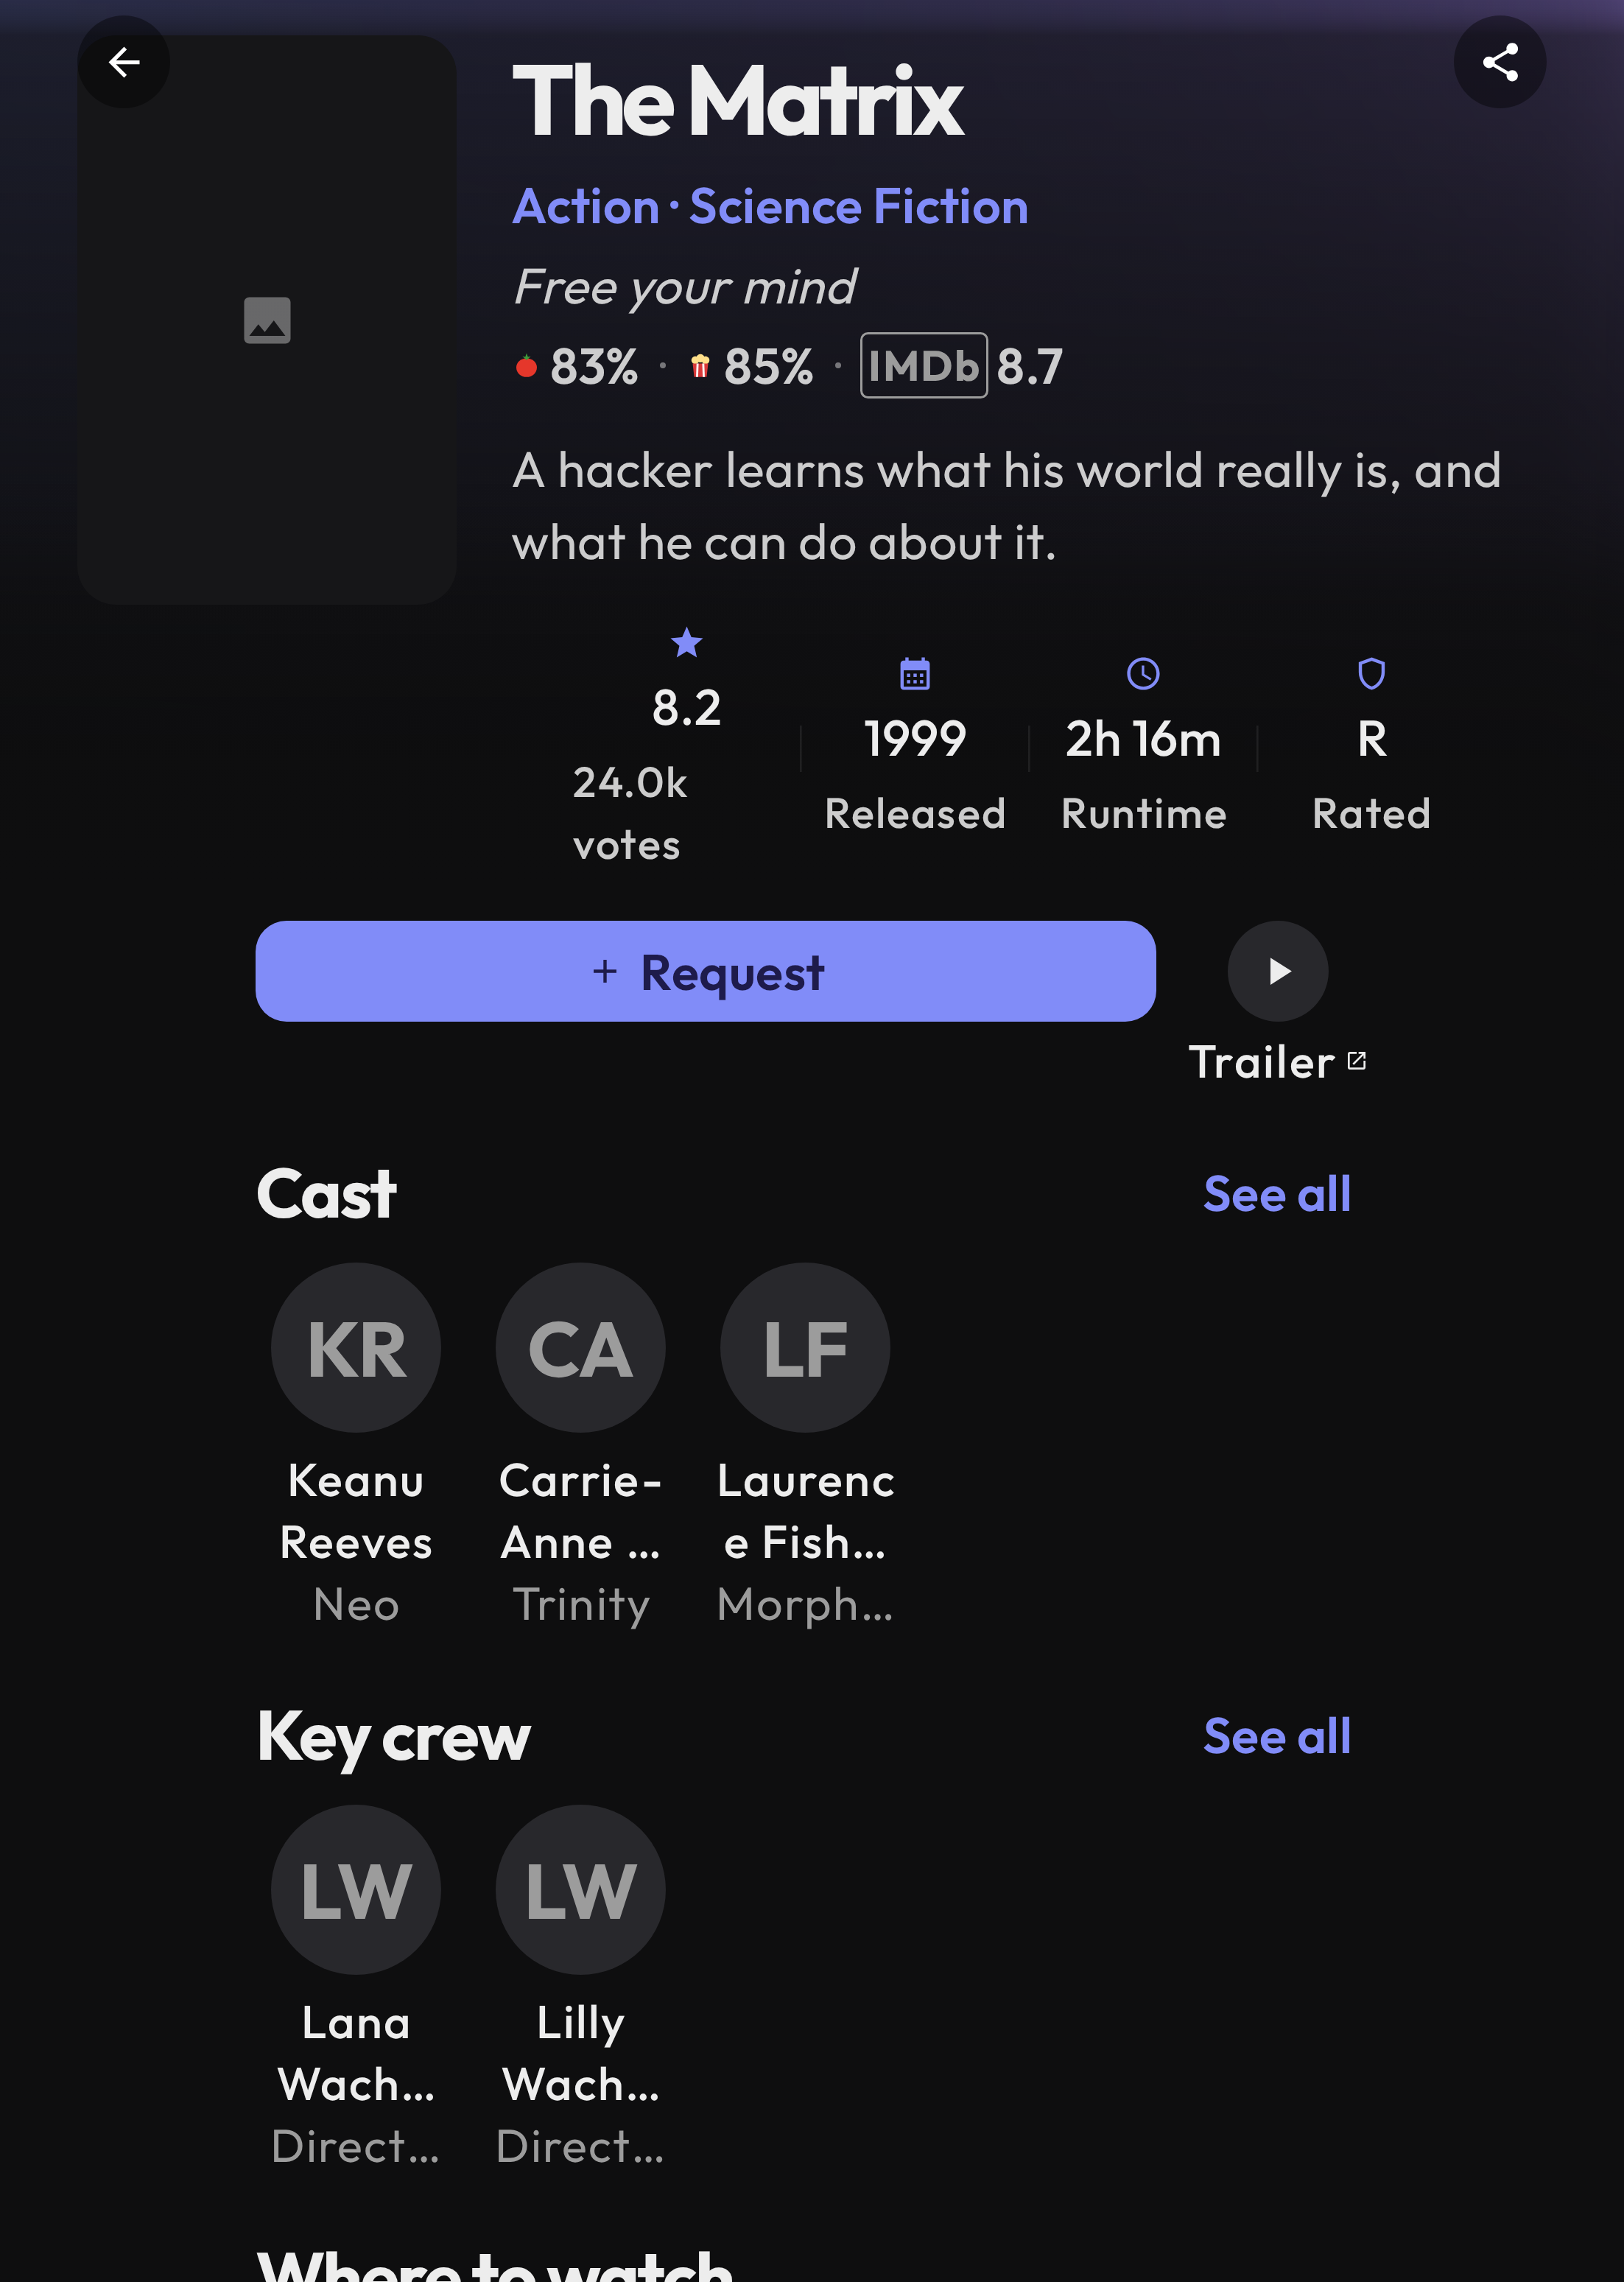 The Matrix
Action · Science Fiction
Free your mind
83% · 85% · IMDb 8.7
A hacker learns what his world really is, and
what he can do about it.
8.2
24.0k
votes
1999
Released
2h 16m
Runtime
R
Rated
+ Request
Trailer
Cast
See all
KR
CA
LF
Keanu
Reeves
Neo
Carrie-
Anne ...
Trinity
Laurenc
e Fish...
Morph...
Key crew
See all
LW
LW
Lana
Wach...
Direct...
Lilly
Wach...
Direct...
Where to watch